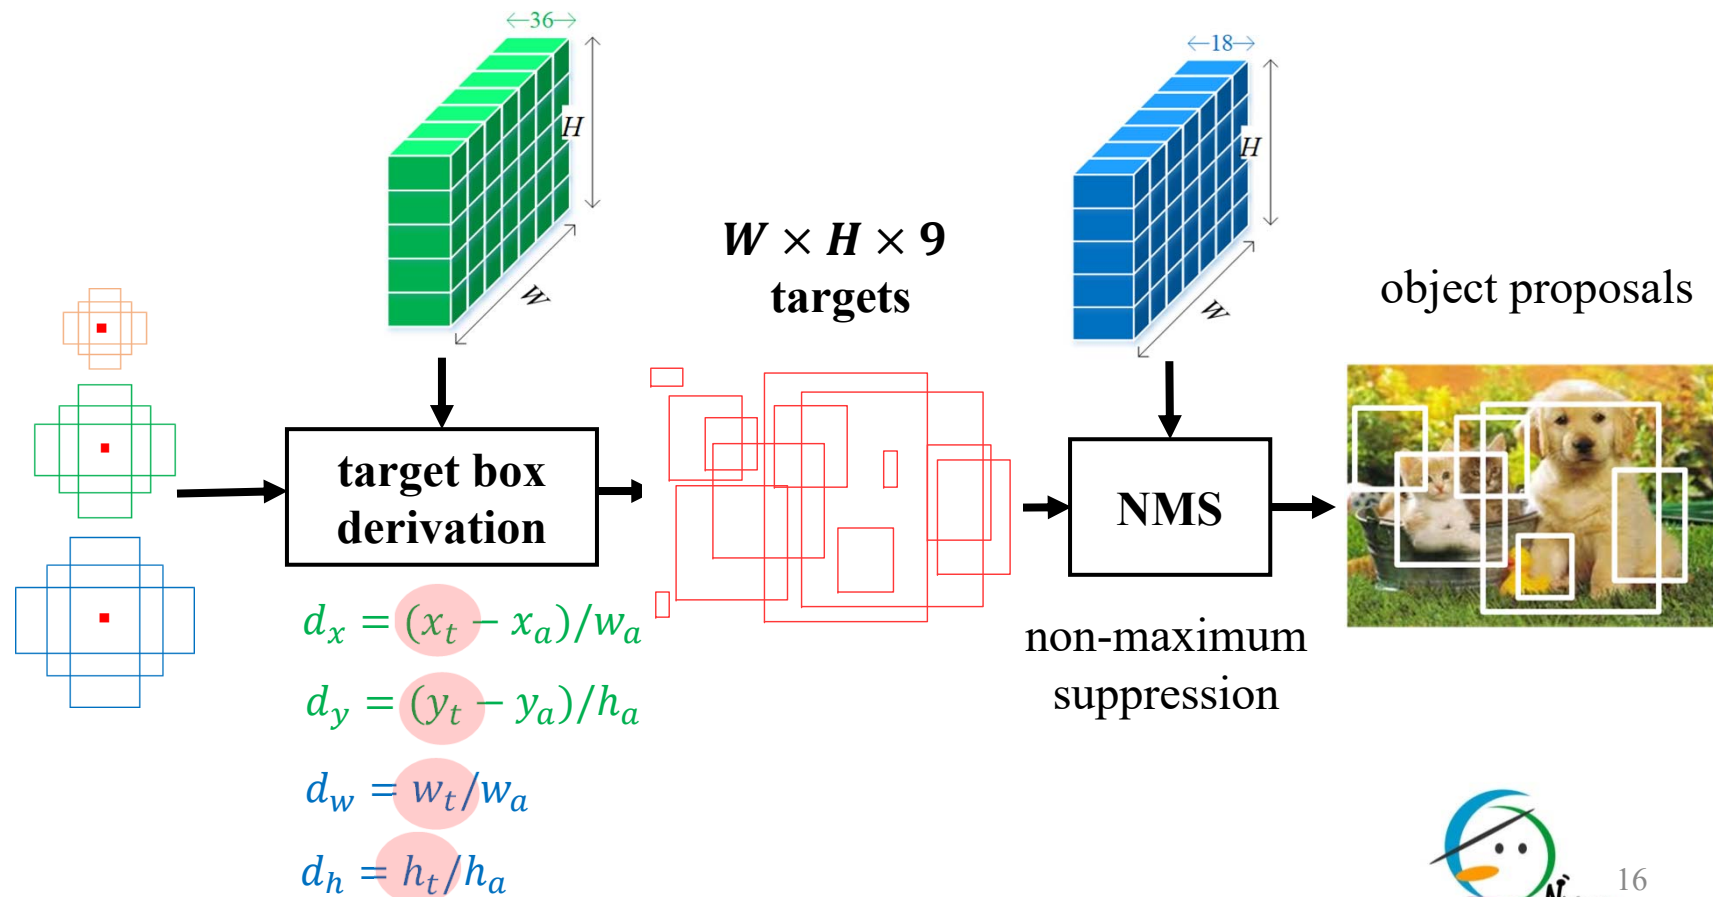 ←36→
H
W
←18→
H
W
W × H × 9
targets
object proposals
target box
derivation
NMS
d_x = (x_t − x_a)/w_a
d_y = (y_t − y_a)/h_a
d_w = w_t/w_a
d_h = h_t/h_a
non-maximum
suppression
16